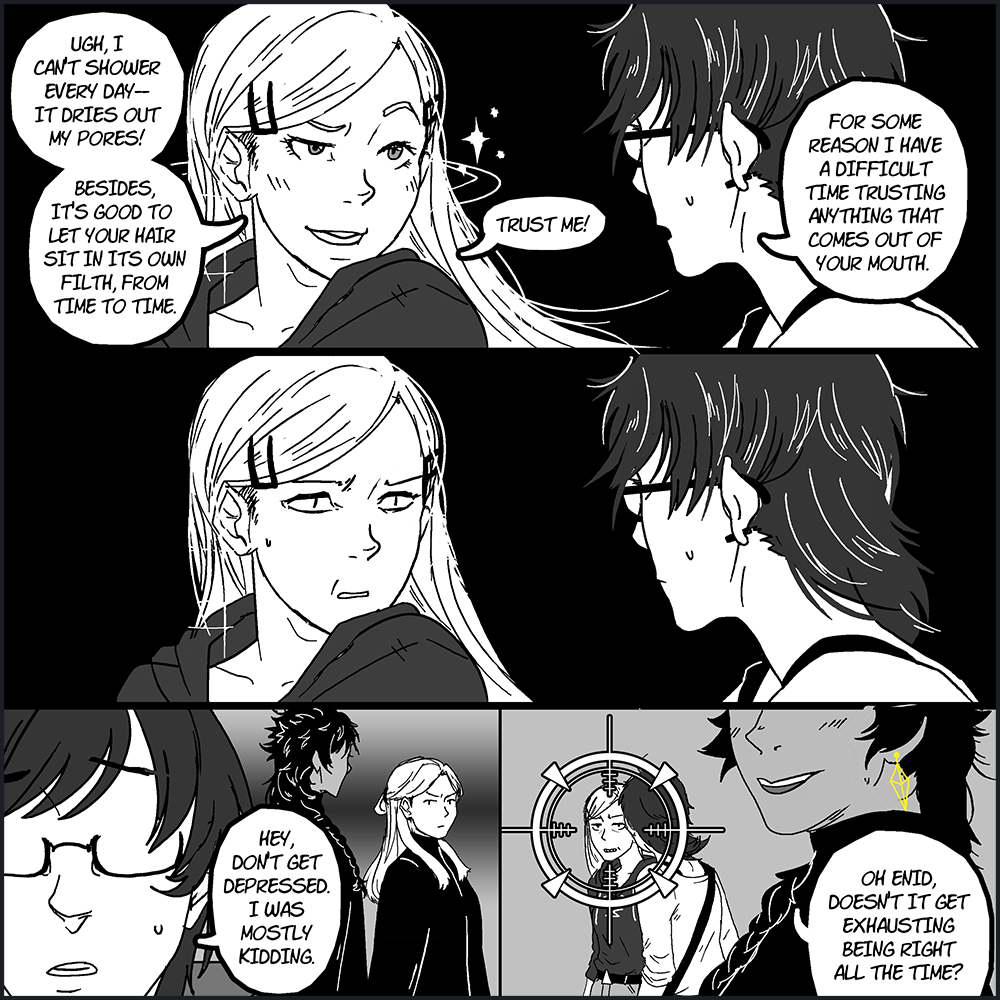 UGH, I
CAN'T SHOWER
EVERY DAY--
IT DRIES OUT
MY PORES!
BESIDES,
IT'S GOOD TO
LET YOUR HAIR
SIT IN ITS OWN
FILTH, FROM
TIME TO TIME.
TRUST ME!
FOR SOME
REASON I HAVE
A DIFFICULT
TIME TRUSTING
ANYTHING THAT
COMES OUT OF
YOUR MOUTH.
HEY,
DON'T GET
DEPRESSED.
I WAS
MOSTLY
KIDDING.
OH ENID,
DOESN'T IT GET
EXHAUSTING
BEING RIGHT
ALL THE TIME?